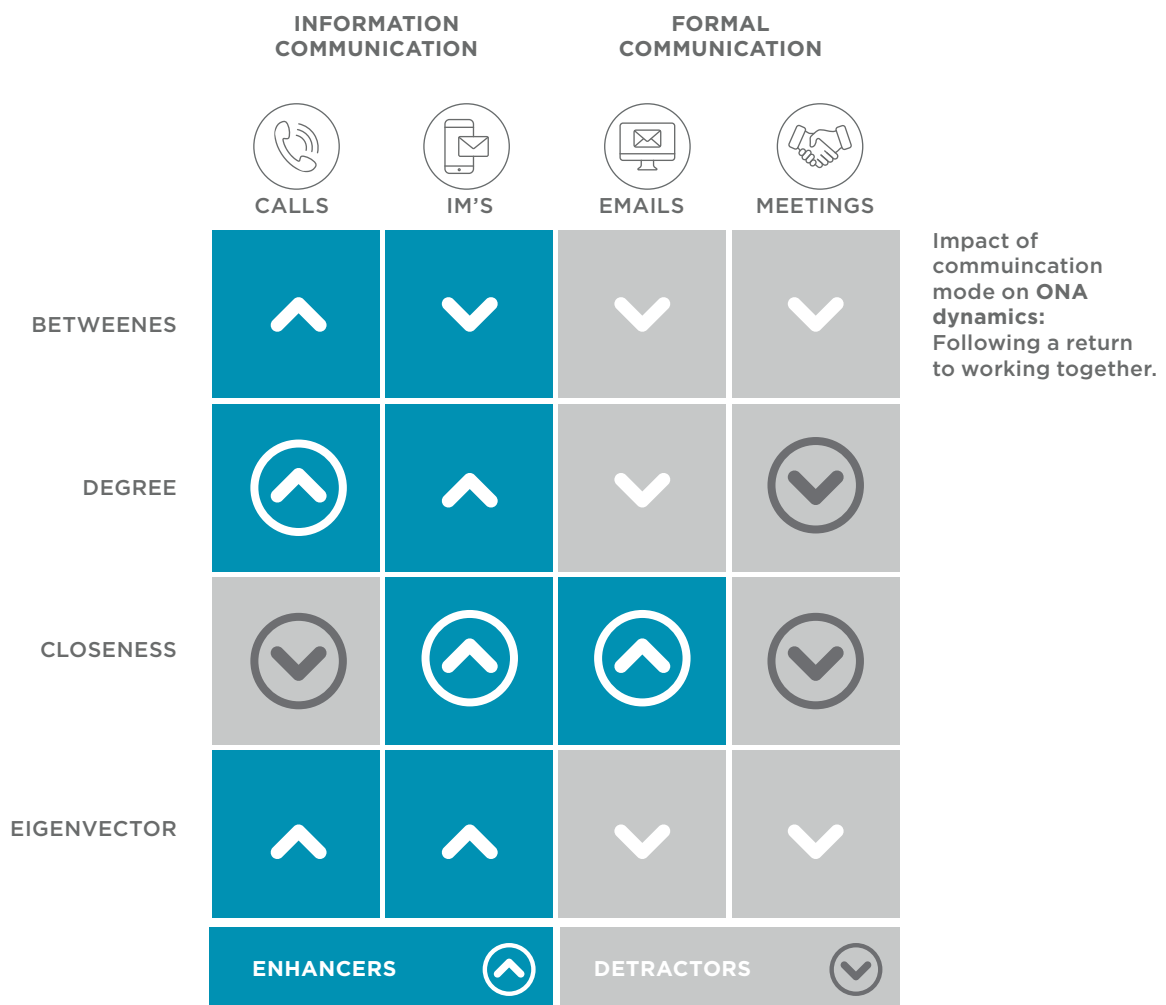 INFORMATION
COMMUNICATION
FORMAL
COMMUNICATION
CALLS
IM'S
EMAILS
MEETINGS
Impact of
commuincation
mode on ONA
dynamics:
Following a return
to working together.
BETWEENES
DEGREE
CLOSENESS
EIGENVECTOR
ENHANCERS
DETRACTORS